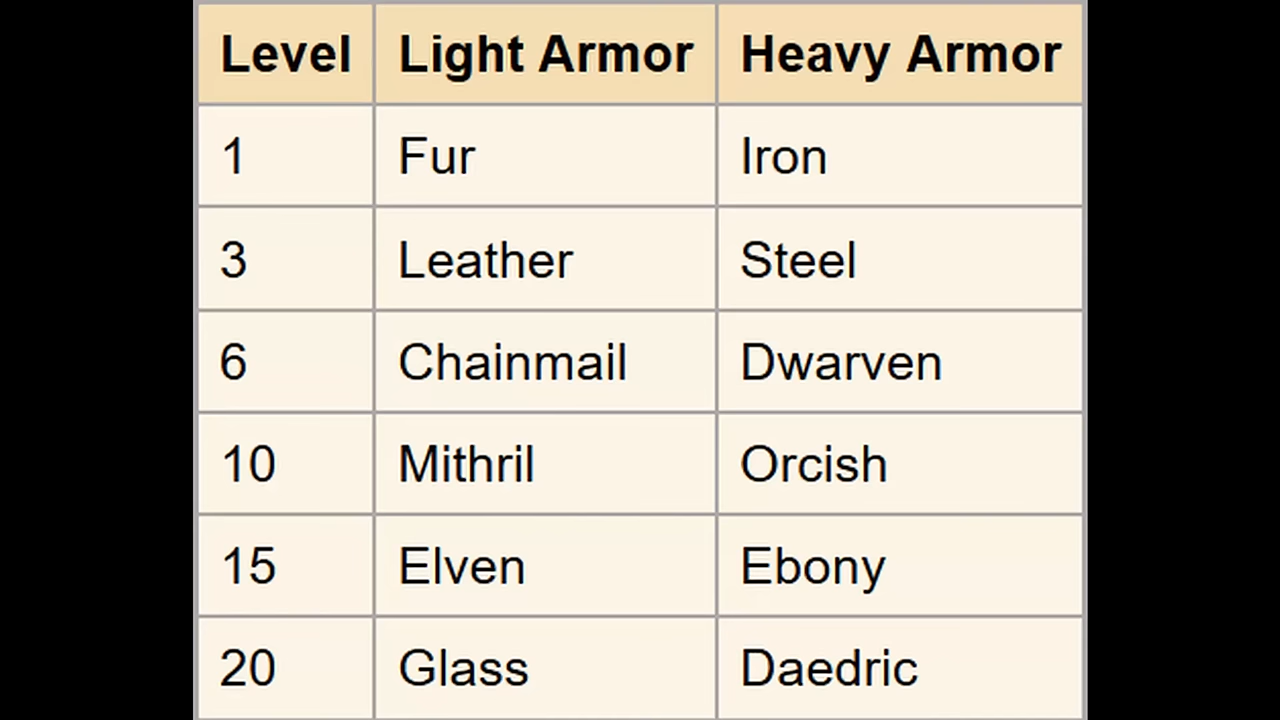 Level Light Armor Heavy Armor
1 Fur Iron
3 Leather Steel
6 Chainmail Dwarven
10 Mithril Orcish
15 Elven Ebony
20 Glass Daedric